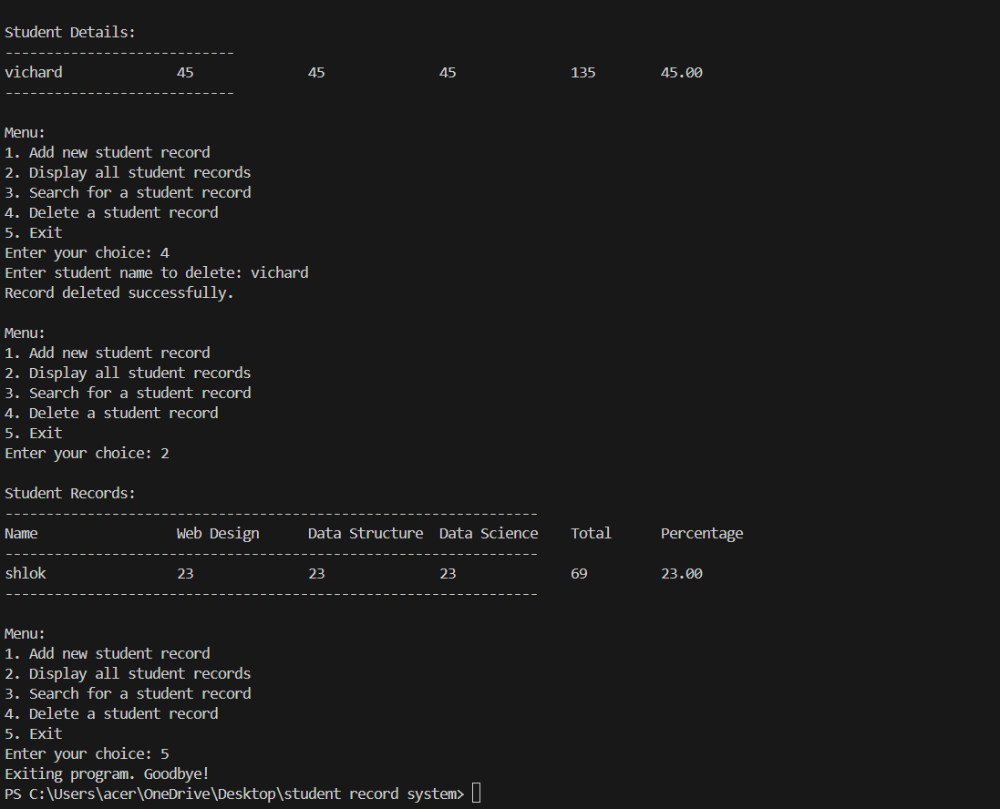 Student Details:
----------------------------
vichard              45              45              45              135        45.00
----------------------------
Menu:
1. Add new student record
2. Display all student records
3. Search for a student record
4. Delete a student record
5. Exit
Enter your choice: 4
Enter student name to delete: vichard
Record deleted successfully.
Menu:
1. Add new student record
2. Display all student records
3. Search for a student record
4. Delete a student record
5. Exit
Enter your choice: 2
Student Records:
-----------------------------------------------------------------
Name                 Web Design      Data Structure  Data Science    Total      Percentage
-----------------------------------------------------------------
shlok                23              23              23              69         23.00
-----------------------------------------------------------------
Menu:
1. Add new student record
2. Display all student records
3. Search for a student record
4. Delete a student record
5. Exit
Enter your choice: 5
Exiting program. Goodbye!
PS C:\Users\acer\OneDrive\Desktop\student record system>